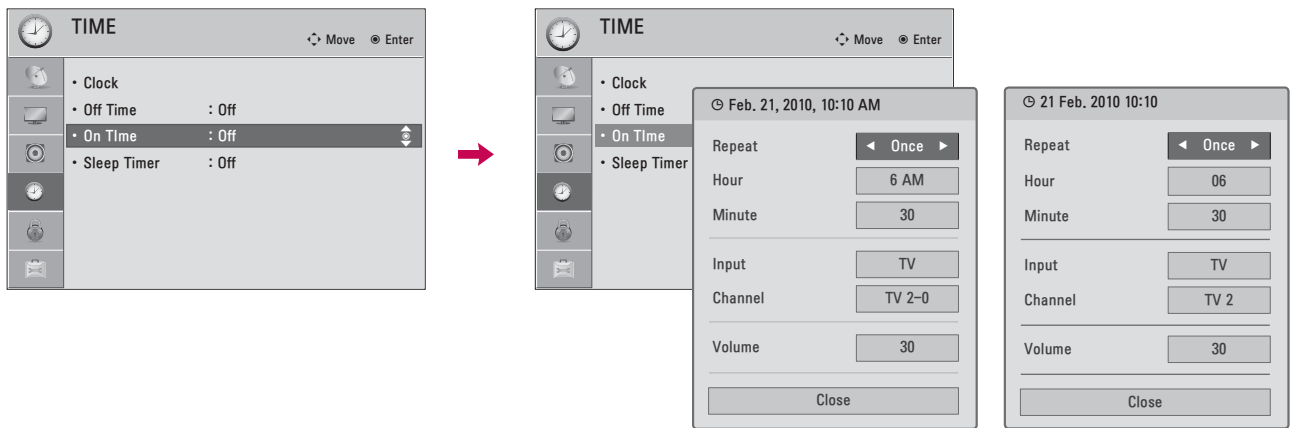 TIME
Move Enter
• Clock
• Off Time : Off
• On TIme : Off
• Sleep Timer : Off
TIME
Move Enter
• Clock
• Off Time
• On TIme
• Sleep Timer
Feb. 21, 2010, 10:10 AM
Repeat ◄ Once ►
Hour 6 AM
Minute 30
Input TV
Channel TV 2-0
Volume 30
Close
21 Feb. 2010 10:10
Repeat ◄ Once ►
Hour 06
Minute 30
Input TV
Channel TV 2
Volume 30
Close